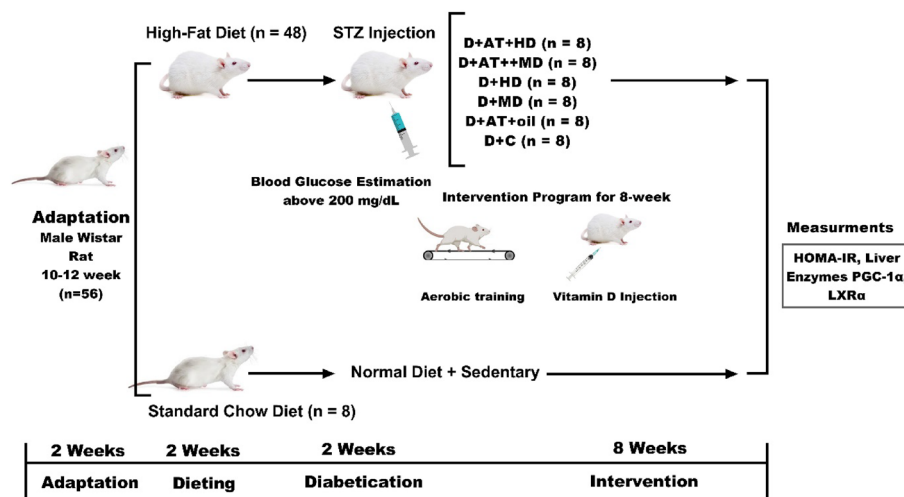 High-Fat Diet (n = 48)
STZ Injection
D+AT+HD (n = 8)
D+AT++MD (n = 8)
D+HD (n = 8)
D+MD (n = 8)
D+AT+oil (n = 8)
D+C (n = 8)
Blood Glucose Estimation
above 200 mg/dL
Intervention Program for 8-week
Adaptation
Male Wistar
Rat
10-12 week
(n=56)
Aerobic training
Vitamin D Injection
Measurments
HOMA-IR, Liver
Enzymes PGC-1α,
LXRα
Normal Diet + Sedentary
Standard Chow Diet (n = 8)
2 Weeks
2 Weeks
2 Weeks
8 Weeks
Adaptation
Dieting
Diabetication
Intervention